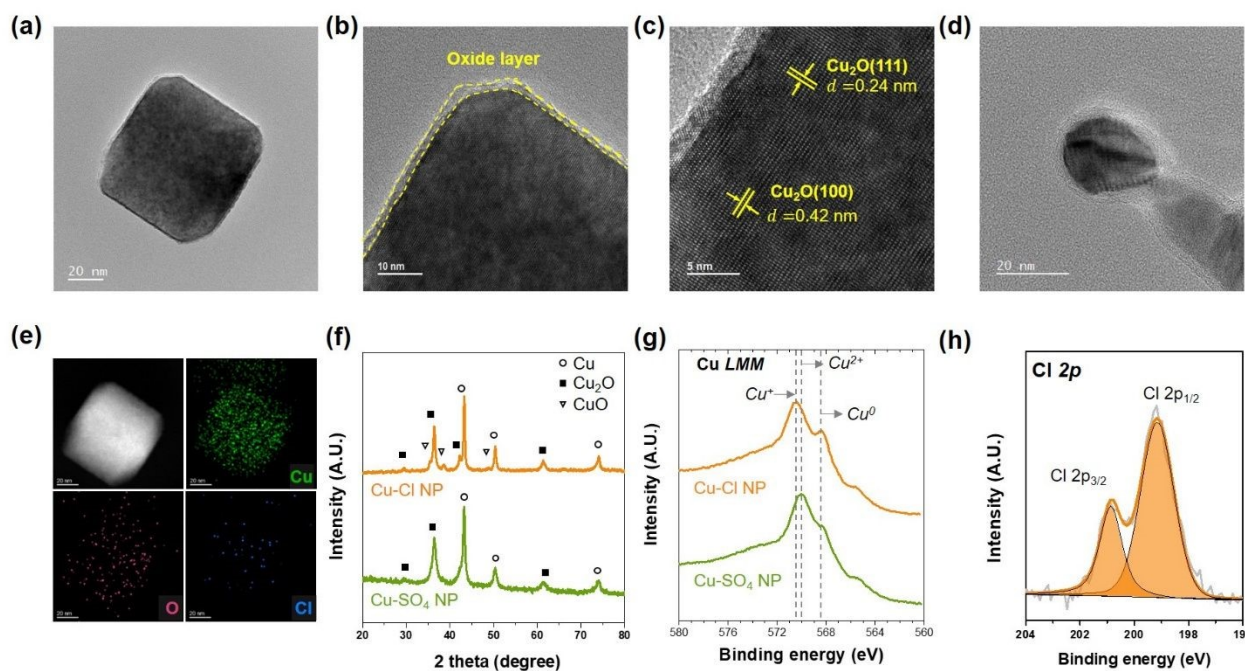 (a)
20 nm
(b)
Oxide layer
10 nm
(c)
Cu₂O(111)
d =0.24 nm
Cu₂O(100)
d =0.42 nm
5 nm
(d)
20 nm
(e)
20 nm
Cu
20 nm
O
20 nm
Cl
20 nm
(f)
Intensity (A.U.)
Cu
Cu₂O
CuO
Cu-Cl NP
Cu-SO₄ NP
20 30 40 50 60 70 80
2 theta (degree)
(g)
Intensity (A.U.)
Cu LMM
Cu²⁺
Cu⁺
Cu⁰
Cu-Cl NP
Cu-SO₄ NP
580 576 572 568 564 560
Binding energy (eV)
(h)
Intensity (A.U.)
Cl 2p
Cl 2p₁/₂
Cl 2p₃/₂
204 202 200 198
Binding energy (eV)